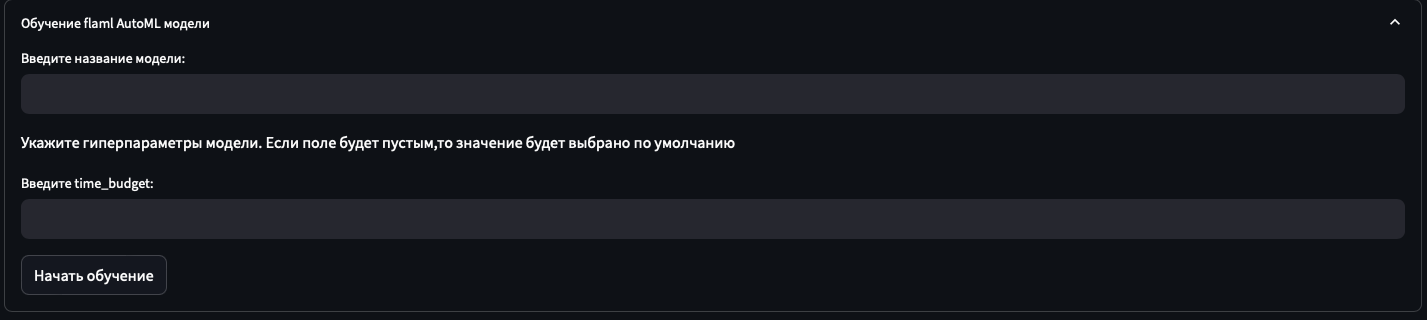 Обучение flaml AutoML модели
Введите название модели:
Укажите гиперпараметры модели. Если поле будет пустым,то значение будет выбрано по умолчанию
Введите time_budget:
Начать обучение